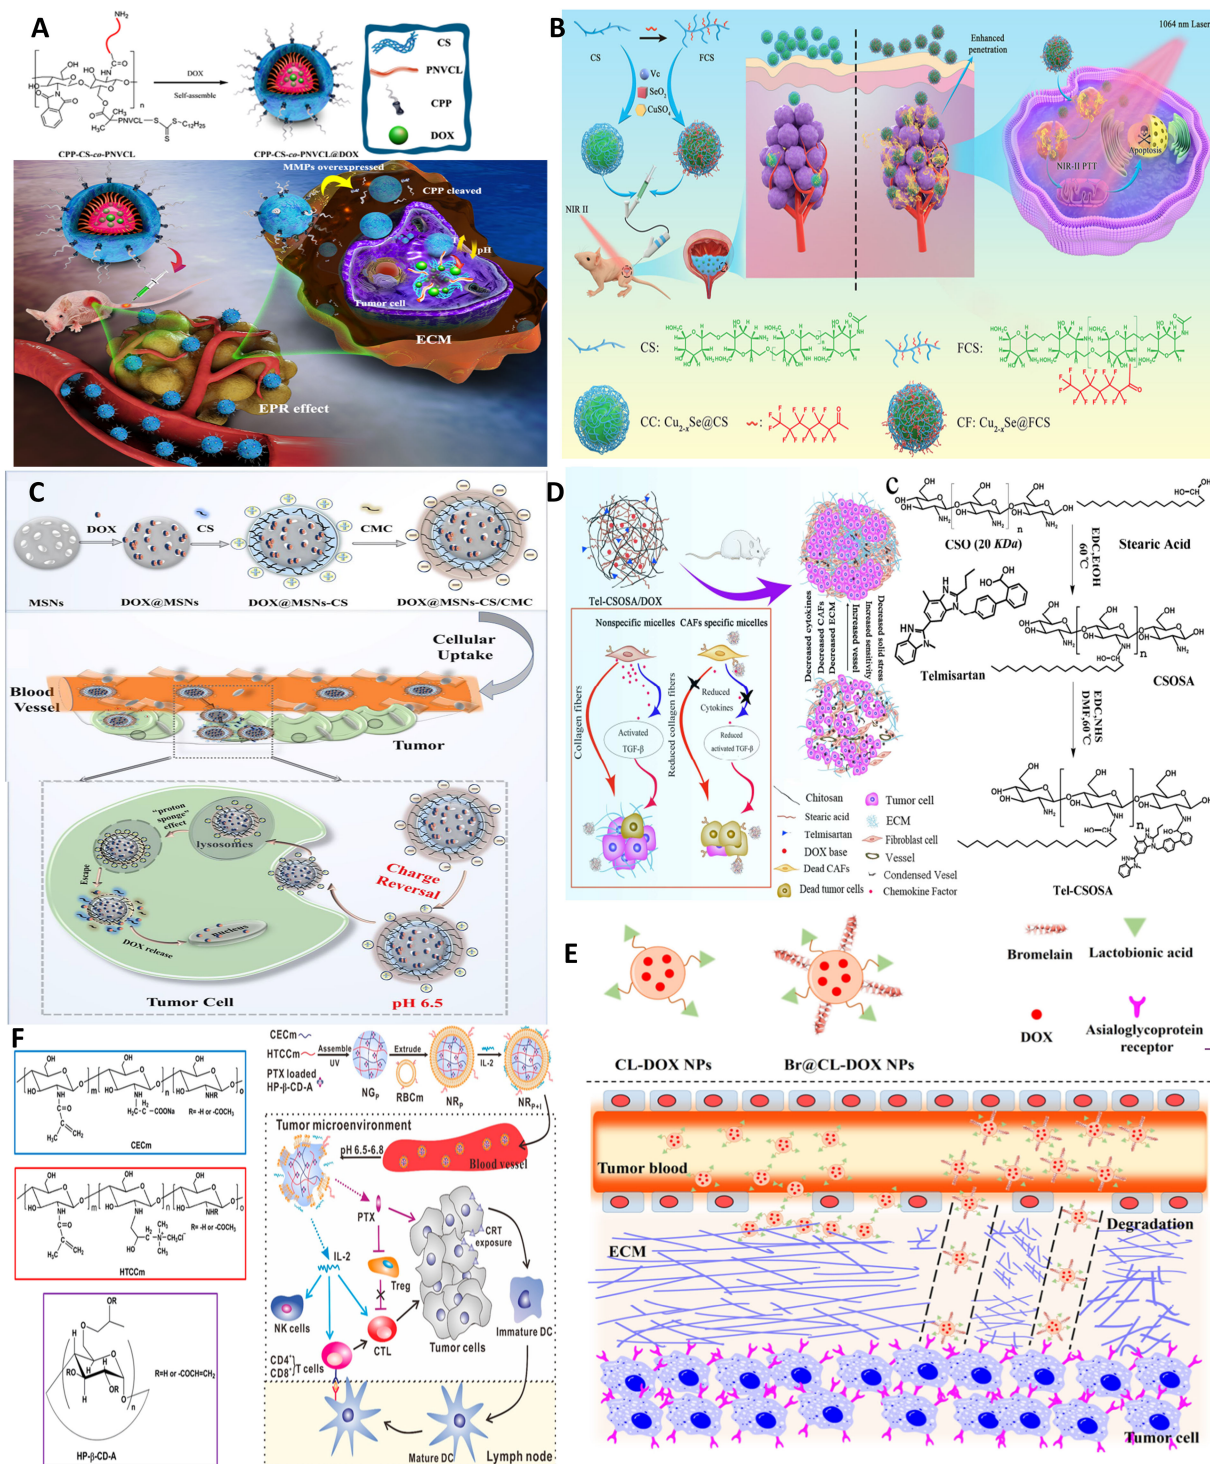 A
NH2
DOX
Self-assemble
PNVCL
C12H25
CPP-CS-co-PNVCL
CPP-CS-co-PNVCL@DOX
CS
PNVCL
CPP
DOX
MMPs overexpressed
CPP cleaved
pH
Tumor cell
ECM
EPR effect
B
CS
FCS
Vc
SeO2
CuSO4
NIR II
Enhanced
penetration
1064 nm Laser
Apoptosis
NIR-II PTT
CS:
FCS:
CC: Cu2-xSe@CS
CF: Cu2-xSe@FCS
C
DOX
CS
CMC
MSNs
DOX@MSNs
DOX@MSNs-CS
DOX@MSNs-CS/CMC
Cellular
Uptake
Blood
Vessel
Tumor
"proton
sponge"
effect
lysosomes
Escape
DOX release
nucleus
Charge
Reversal
Tumor Cell
pH 6.5
D
Tel-CSOSA/DOX
Nonspecific micelles
CAFs specific micelles
Collagen fibers
Reduced collagen fibers
Reduced
Cytokines
Activated
TGF-β
Reduced
activated TGF-β
Decreased cytokines
Decreased CAFs
Decreased ECM
Increased vessel
Increased sensitivity
Decreased solid stress
Chitosan
Stearic acid
Telmisartan
DOX base
Dead CAFs
Dead tumor cells
Tumor cell
ECM
Fibroblast cell
Vessel
Condensed Vessel
Chemokine Factor
C
CSO (20 KDa)
Stearic Acid
EDC,EtOH
60℃
Telmisartan
CSOSA
EDC,NHS
DMF,60℃
Tel-CSOSA
E
Bromelain
Lactobionic acid
DOX
Asialoglycoprotein
receptor
CL-DOX NPs
Br@CL-DOX NPs
Tumor blood
Degradation
ECM
Tumor cell
F
CECm
HTCCm
PTX loaded
HP-β-CD-A
Assemble
UV
NGP
Extrude
RBCm
NRP
IL-2
NRP+I
R= -H or -COCH3
CECm
R= -H or -COCH3
HTCCm
R=H or -COCH=CH2
HP-β-CD-A
Tumor microenvironment
pH 6.5-6.8
Blood vessel
PTX
CRT
exposure
IL-2
Treg
NK cells
CTL
Tumor cells
Immature DC
CD4+
CD8+
T cells
Mature DC
Lymph node